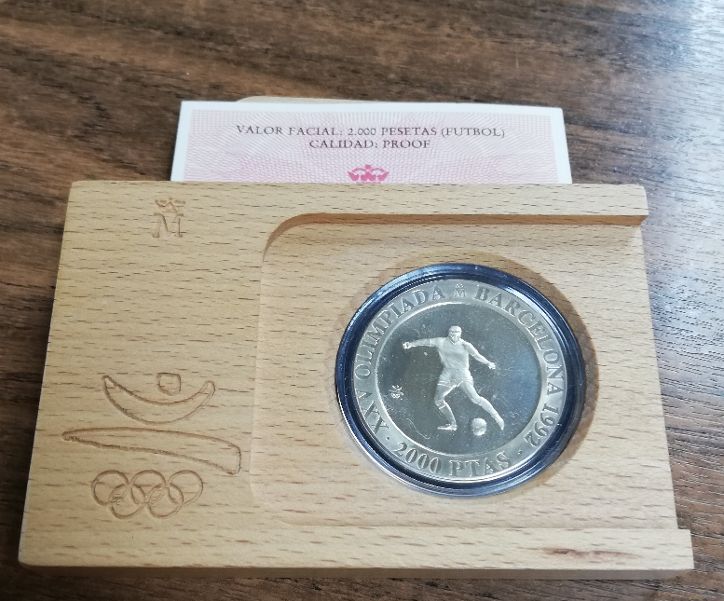 VALOR FACIAL: 2.000 PESETAS (FUTBOL)
CALIDAD: PROOF
M
XXV OLIMPIADA M BARCELONA 1992
· 2000 PTAS ·